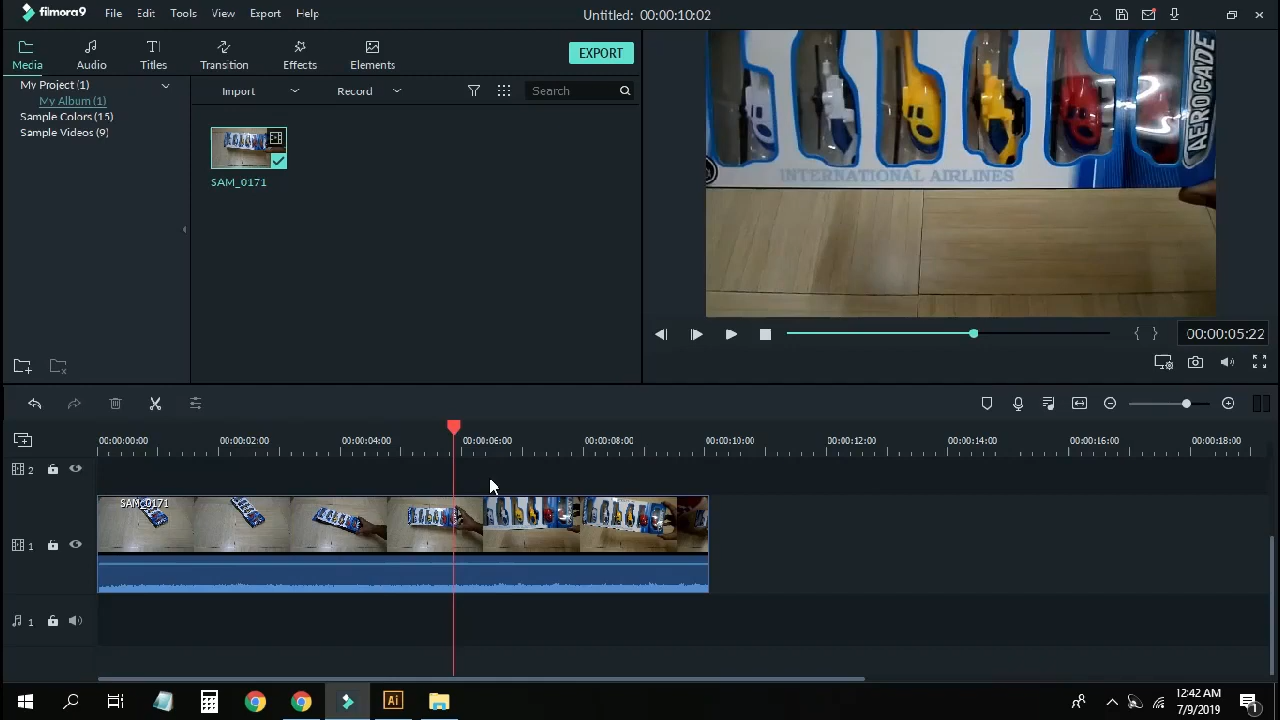 filmora9
File Edit Tools View Export Help
Untitled: 00:00:10:02
Media Audio Titles Transition Effects Elements
EXPORT
My Project (1)
My Album (1)
Sample Colors (15)
Sample Videos (9)
Import Record Search
SAM_0171
AEROCADE
INTERNATIONAL AIRLINES
{ } 00:00:05:22
00:00:00:00 00:00:02:00 00:00:04:00 00:00:06:00 00:00:08:00 00:00:10:00 00:00:12:00 00:00:14:00 00:00:16:00 00:00:18:00
2
SAM_0171
1
1
Ai
12:42 AM
7/9/2019
1